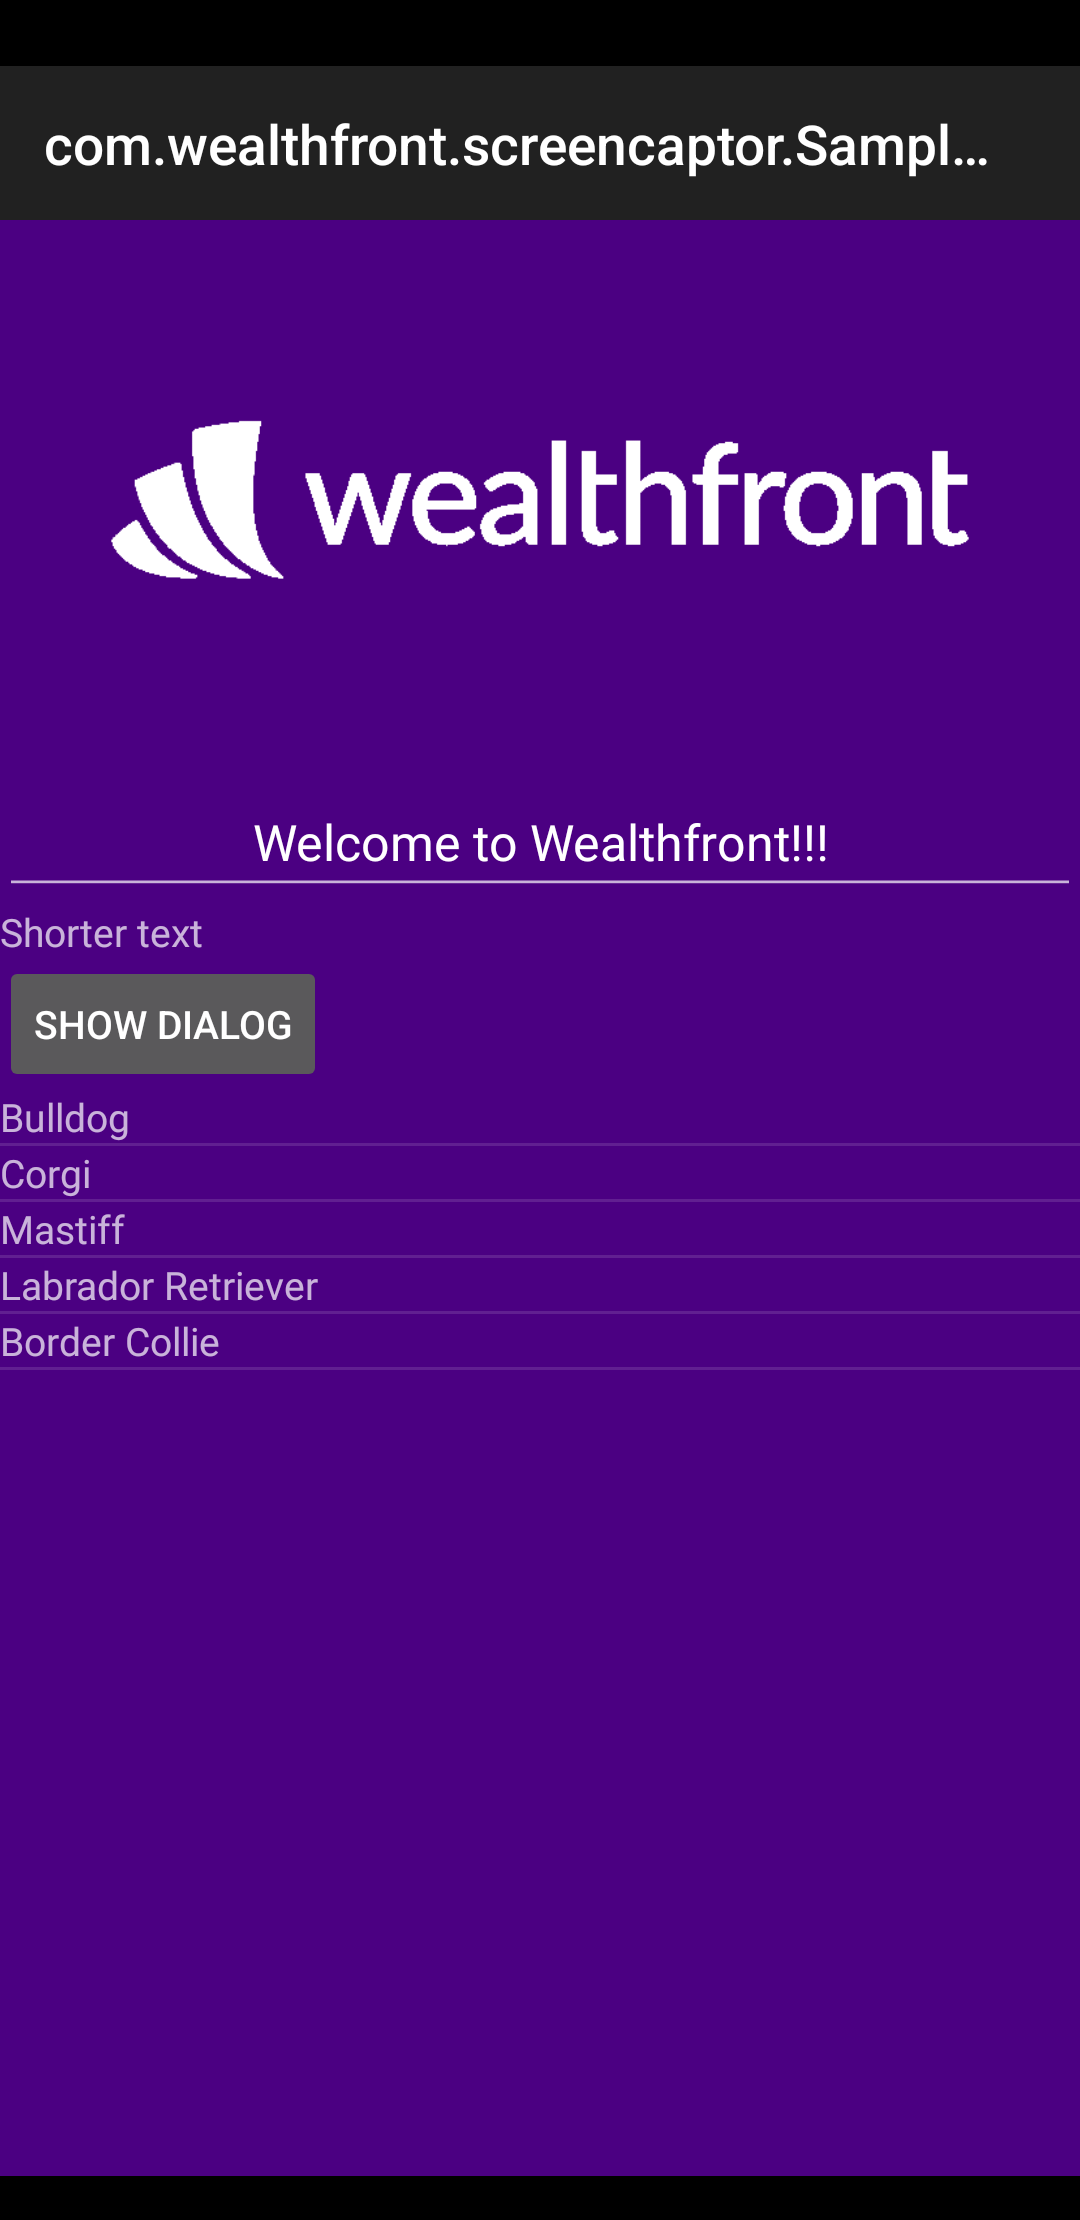 com.wealthfront.screencaptor.Sampl...
wealthfront
Welcome to Wealthfront!!!
Shorter text
SHOW DIALOG
Bulldog
Corgi
Mastiff
Labrador Retriever
Border Collie